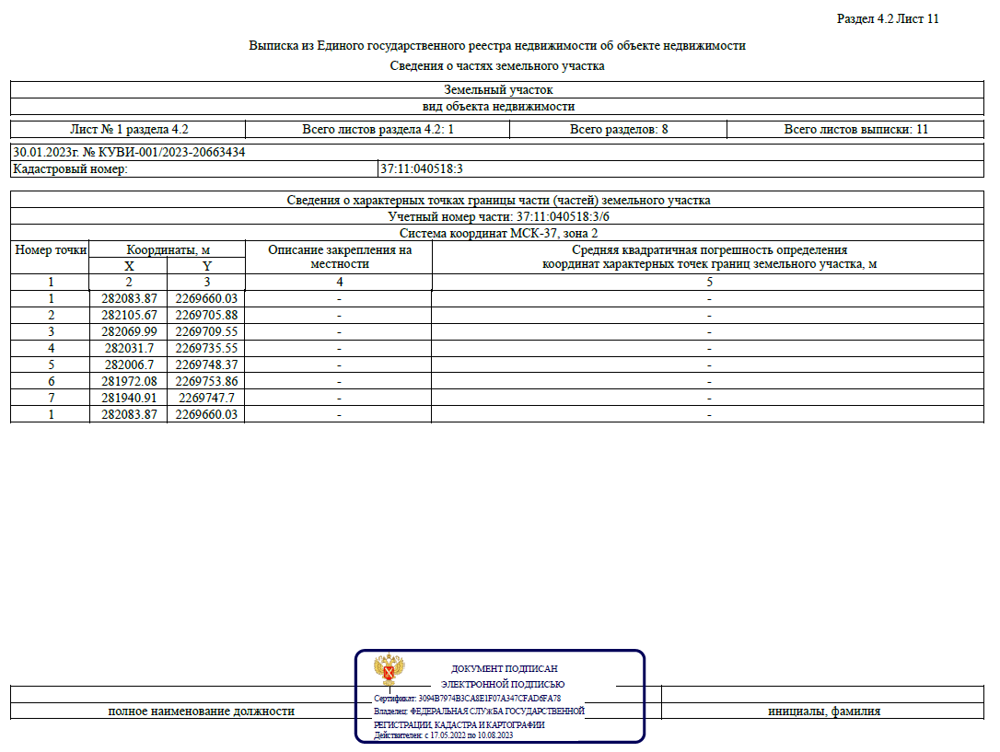 Раздел 4.2 Лист 11
Выписка из Единого государственного реестра недвижимости об объекте недвижимости
Сведения о частях земельного участка
Земельный участок
вид объекта недвижимости
Лист № 1 раздела 4.2 Всего листов раздела 4.2: 1 Всего разделов: 8 Всего листов выписки: 11
30.01.2023г. № КУВИ-001/2023-20663434
Кадастровый номер: 37:11:040518:3
Сведения о характерных точках границы части (частей) земельного участка
Учетный номер части: 37:11:040518:3/6
Система координат МСК-37, зона 2
Номер точки Координаты, м Описание закрепления на местности Средняя квадратичная погрешность определения координат характерных точек границ земельного участка, м
X Y
1 2 3 4 5
1 282083.87 2269660.03 - -
2 282105.67 2269705.88 - -
3 282069.99 2269709.55 - -
4 282031.7 2269735.55 - -
5 282006.7 2269748.37 - -
6 281972.08 2269753.86 - -
7 281940.91 2269747.7 - -
1 282083.87 2269660.03 - -
ДОКУМЕНТ ПОДПИСАН
ЭЛЕКТРОННОЙ ПОДПИСЬЮ
Сертификат: 3094B7974B3CA8E1F07A347CFAD6FA78
Владелец: ФЕДЕРАЛЬНАЯ СЛУЖБА ГОСУДАРСТВЕННОЙ
РЕГИСТРАЦИИ, КАДАСТРА И КАРТОГРАФИИ
Действителен: с 17.05.2022 по 10.08.2023
полное наименование должности инициалы, фамилия